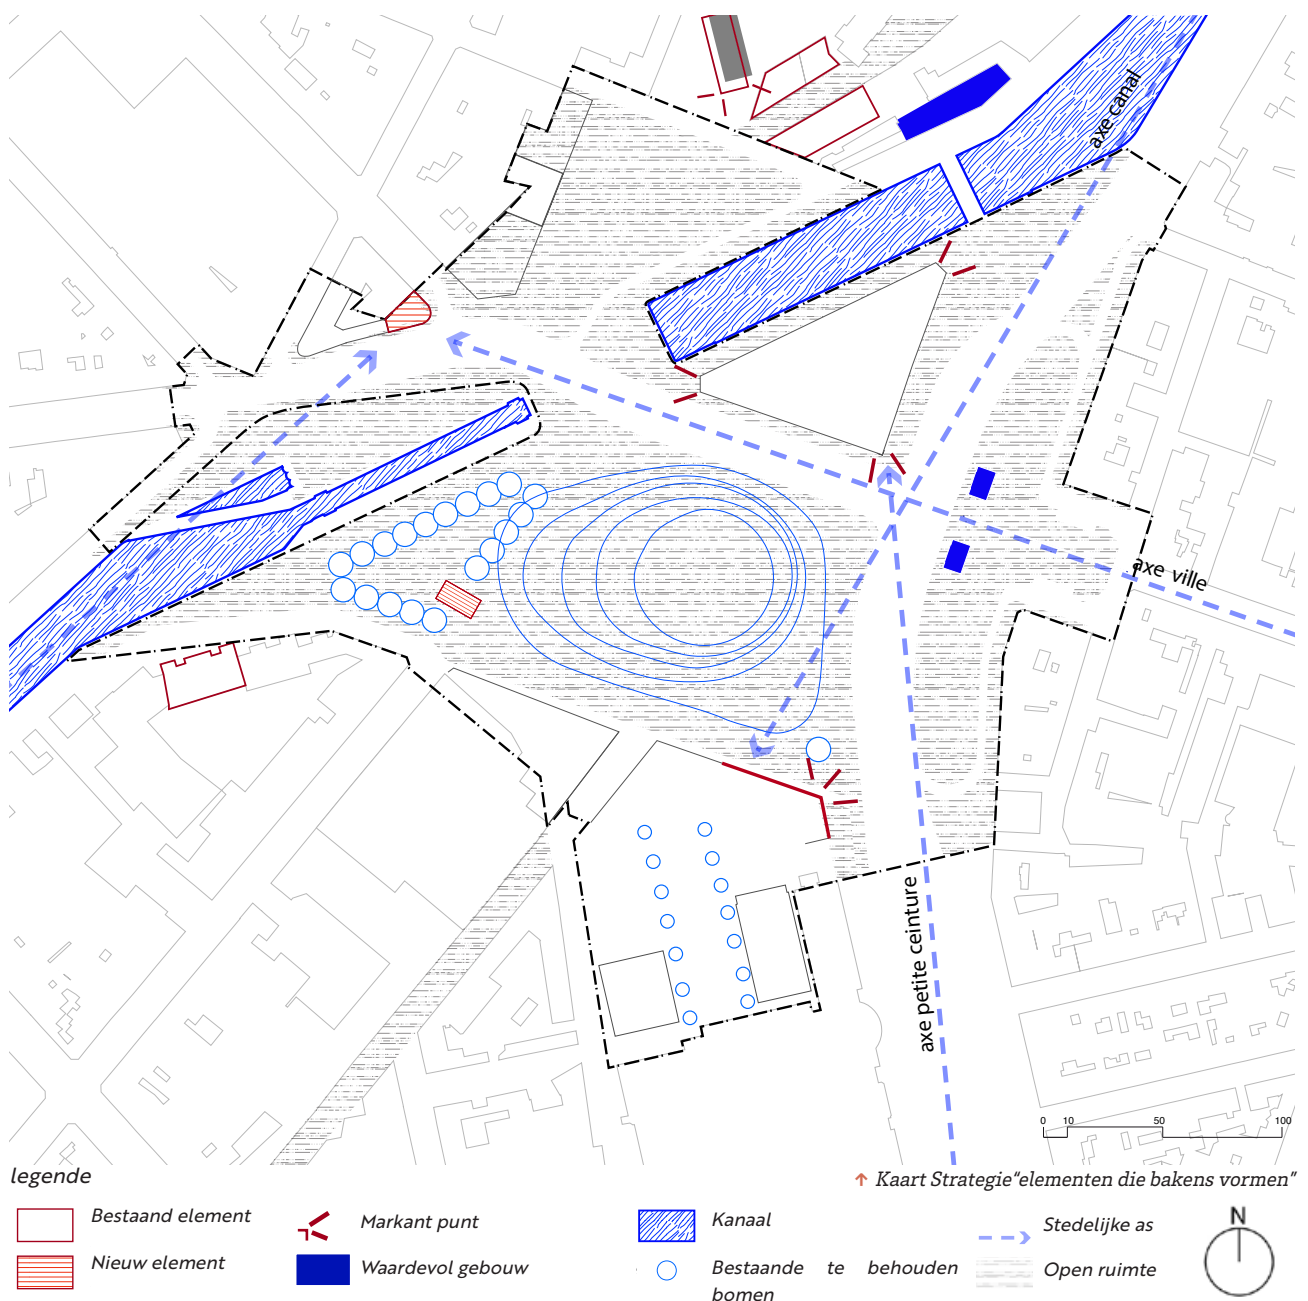 axe canal
axe ville
axe petite ceinture
0 10 50 100
legende
↑ Kaart Strategie“elementen die bakens vormen”
Bestaand element
Markant punt
Kanaal
Stedelijke as
N
Nieuw element
Waardevol gebouw
Bestaande te behouden
bomen
Open ruimte